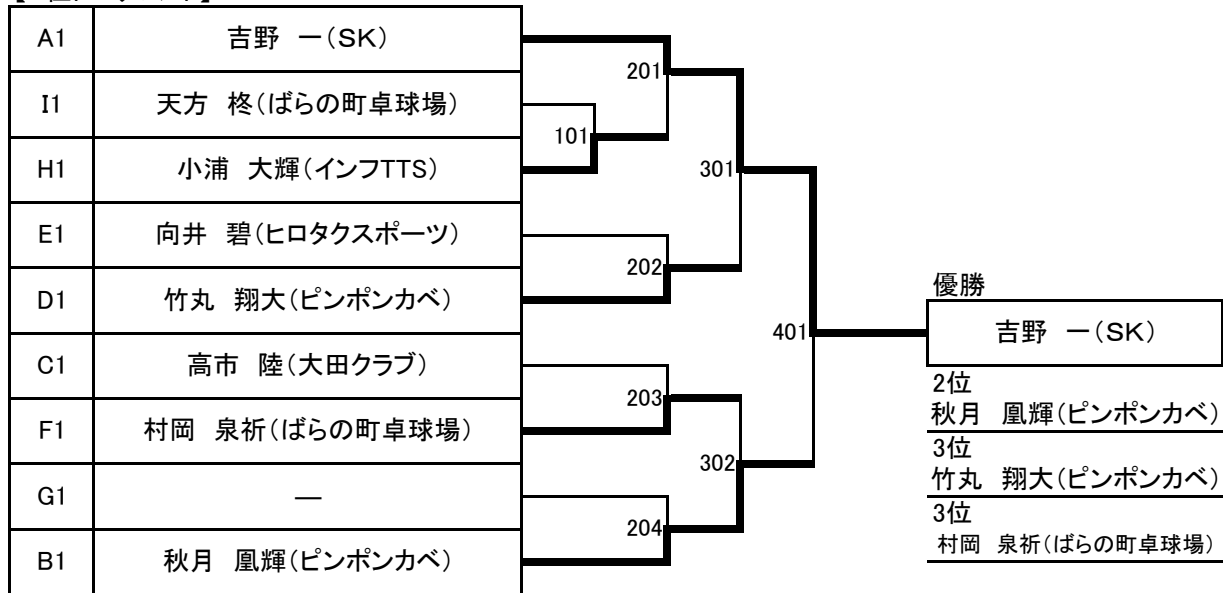 A1 吉野　一(SK)
I1 天方　柊(ばらの町卓球場)
H1 小浦　大輝(インフTTS)
E1 向井　碧(ヒロタクスポーツ)
D1 竹丸　翔大(ピンポンカベ)
C1 高市　陸(大田クラブ)
F1 村岡　泉祈(ばらの町卓球場)
G1 —
B1 秋月　凰輝(ピンポンカベ)
101
201
202
203
204
301
302
401
優勝
吉野　一(SK)
2位
秋月　凰輝(ピンポンカベ)
3位
竹丸　翔大(ピンポンカベ)
3位
村岡　泉祈(ばらの町卓球場)